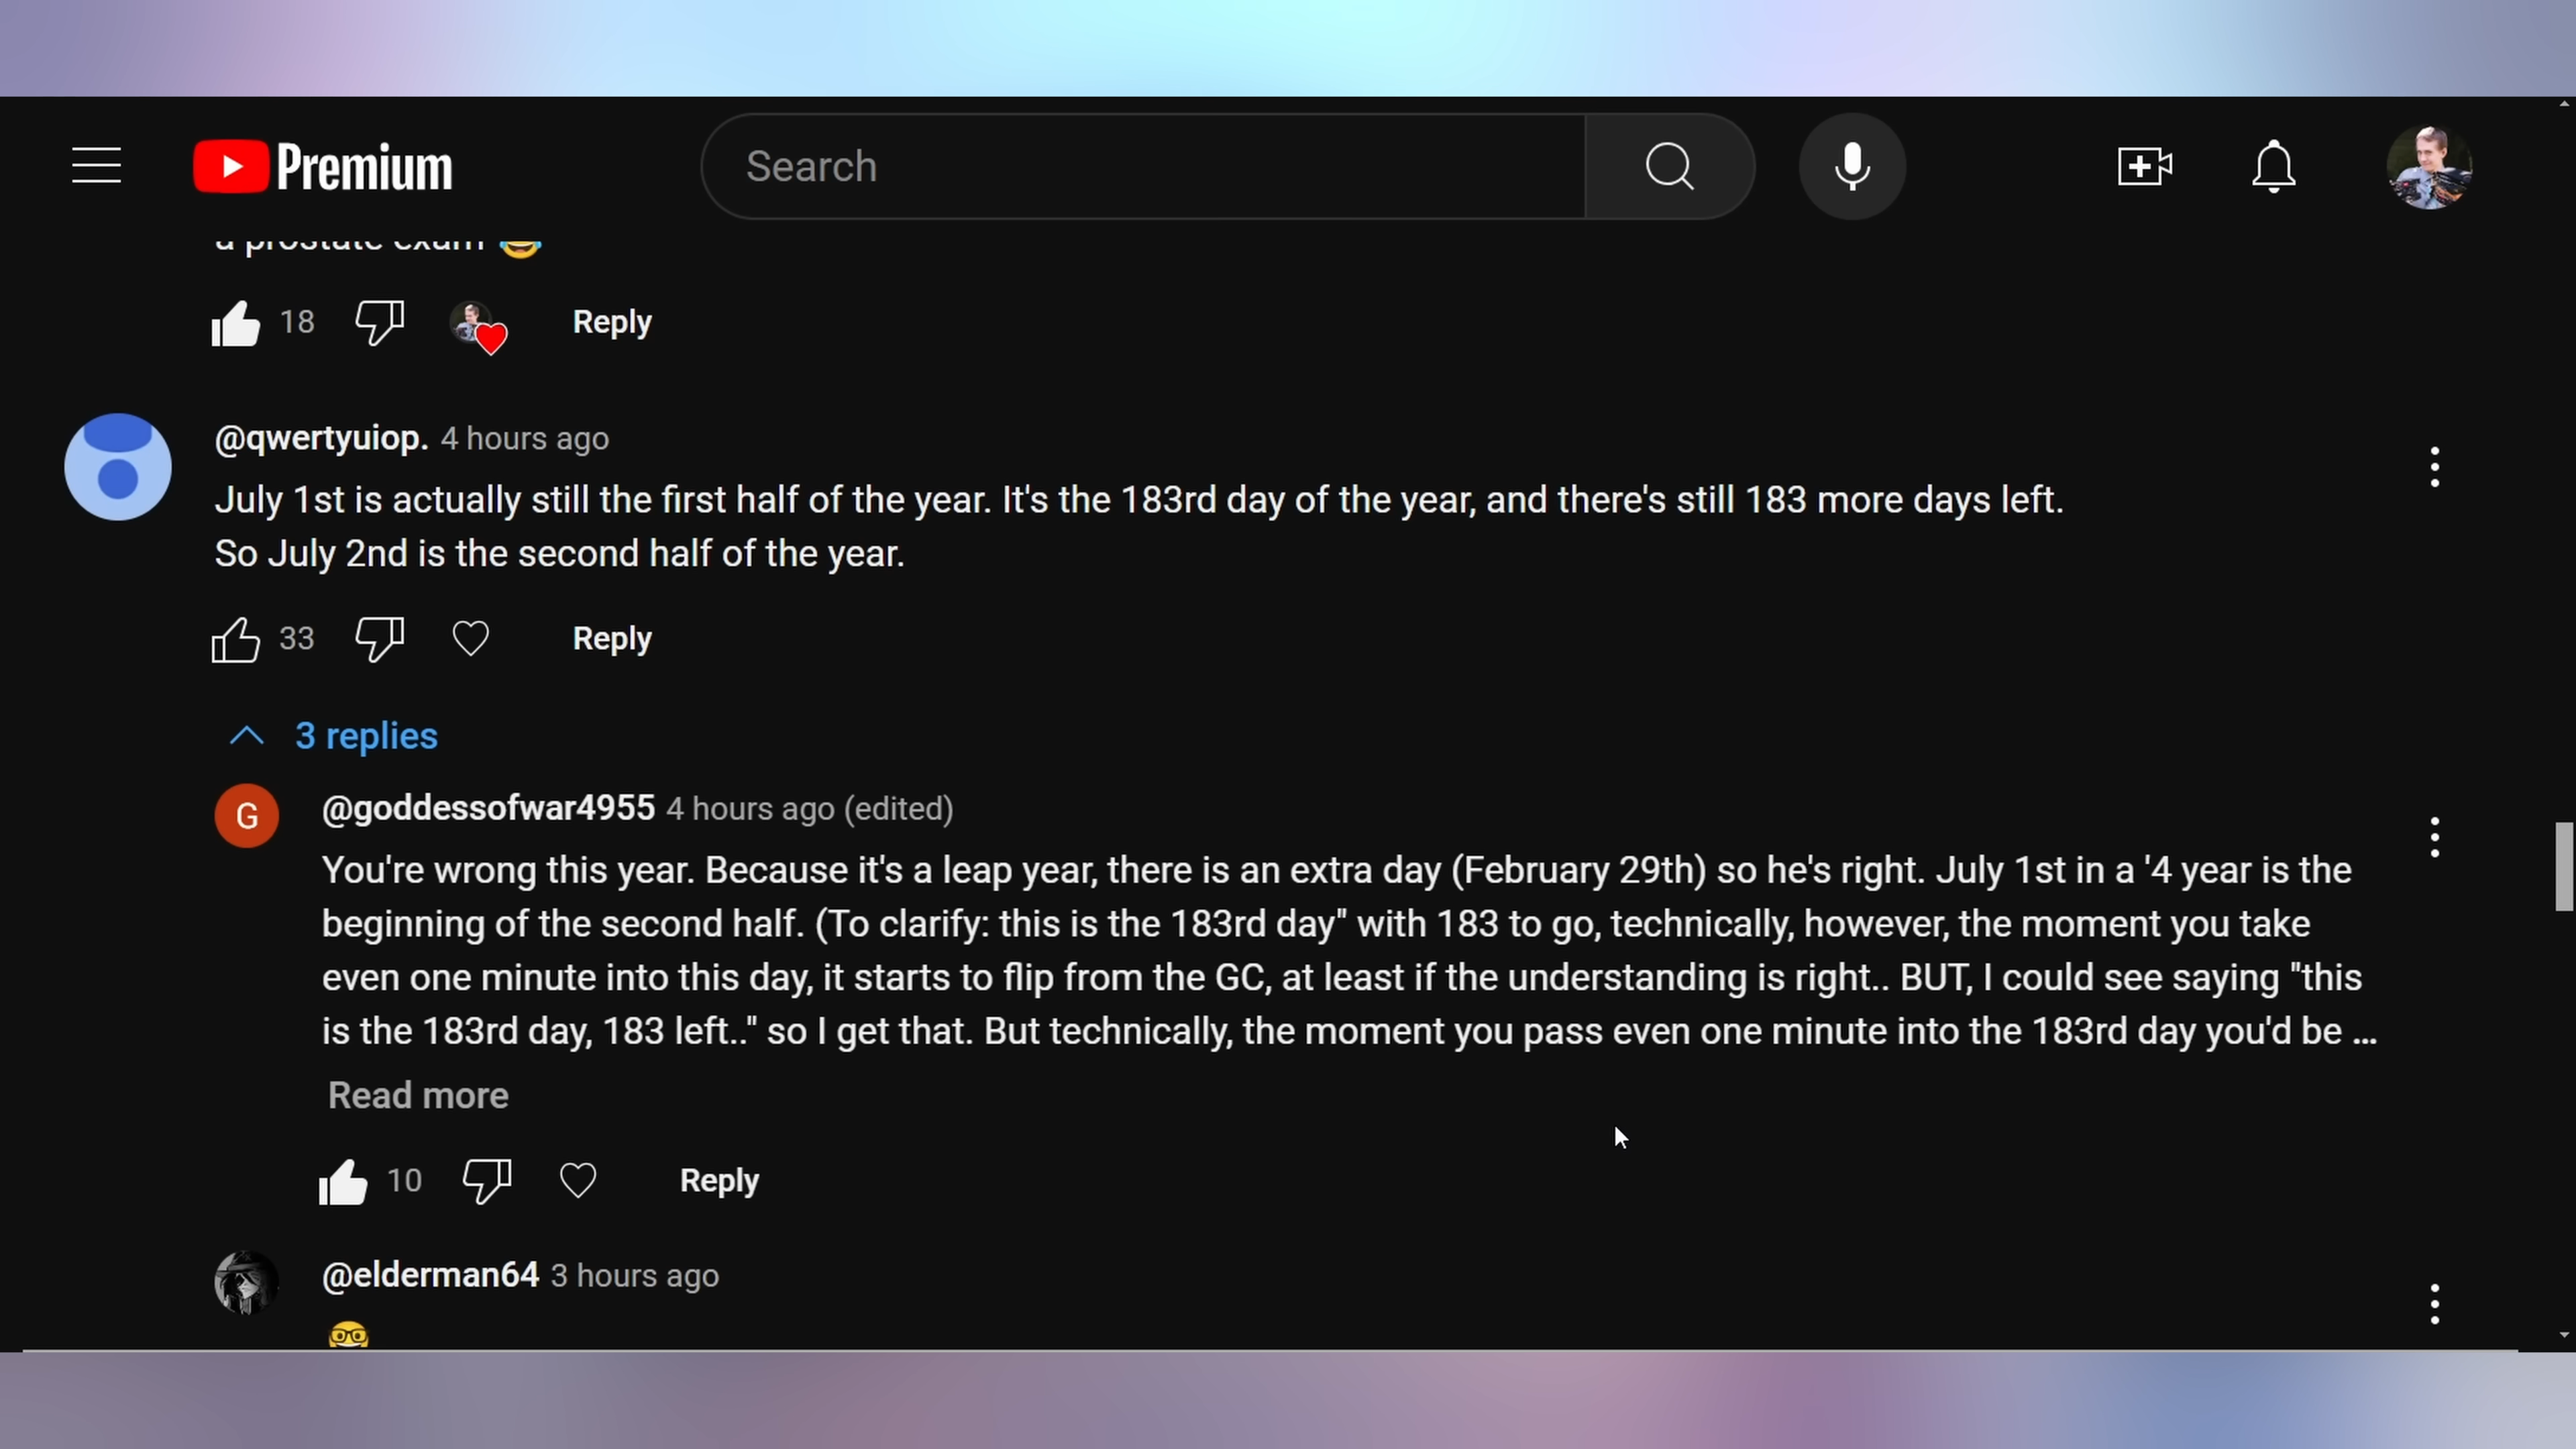 Premium
Search
a prostate exam 😂
18
Reply
@qwertyuiop. 4 hours ago
July 1st is actually still the first half of the year. It's the 183rd day of the year, and there's still 183 more days left.
So July 2nd is the second half of the year.
33
Reply
3 replies
G
@goddessofwar4955 4 hours ago (edited)
You're wrong this year. Because it's a leap year, there is an extra day (February 29th) so he's right. July 1st in a '4 year is the
beginning of the second half. (To clarify: this is the 183rd day" with 183 to go, technically, however, the moment you take
even one minute into this day, it starts to flip from the GC, at least if the understanding is right.. BUT, I could see saying "this
is the 183rd day, 183 left.." so I get that. But technically, the moment you pass even one minute into the 183rd day you'd be ...
Read more
10
Reply
@elderman64 3 hours ago
🤓